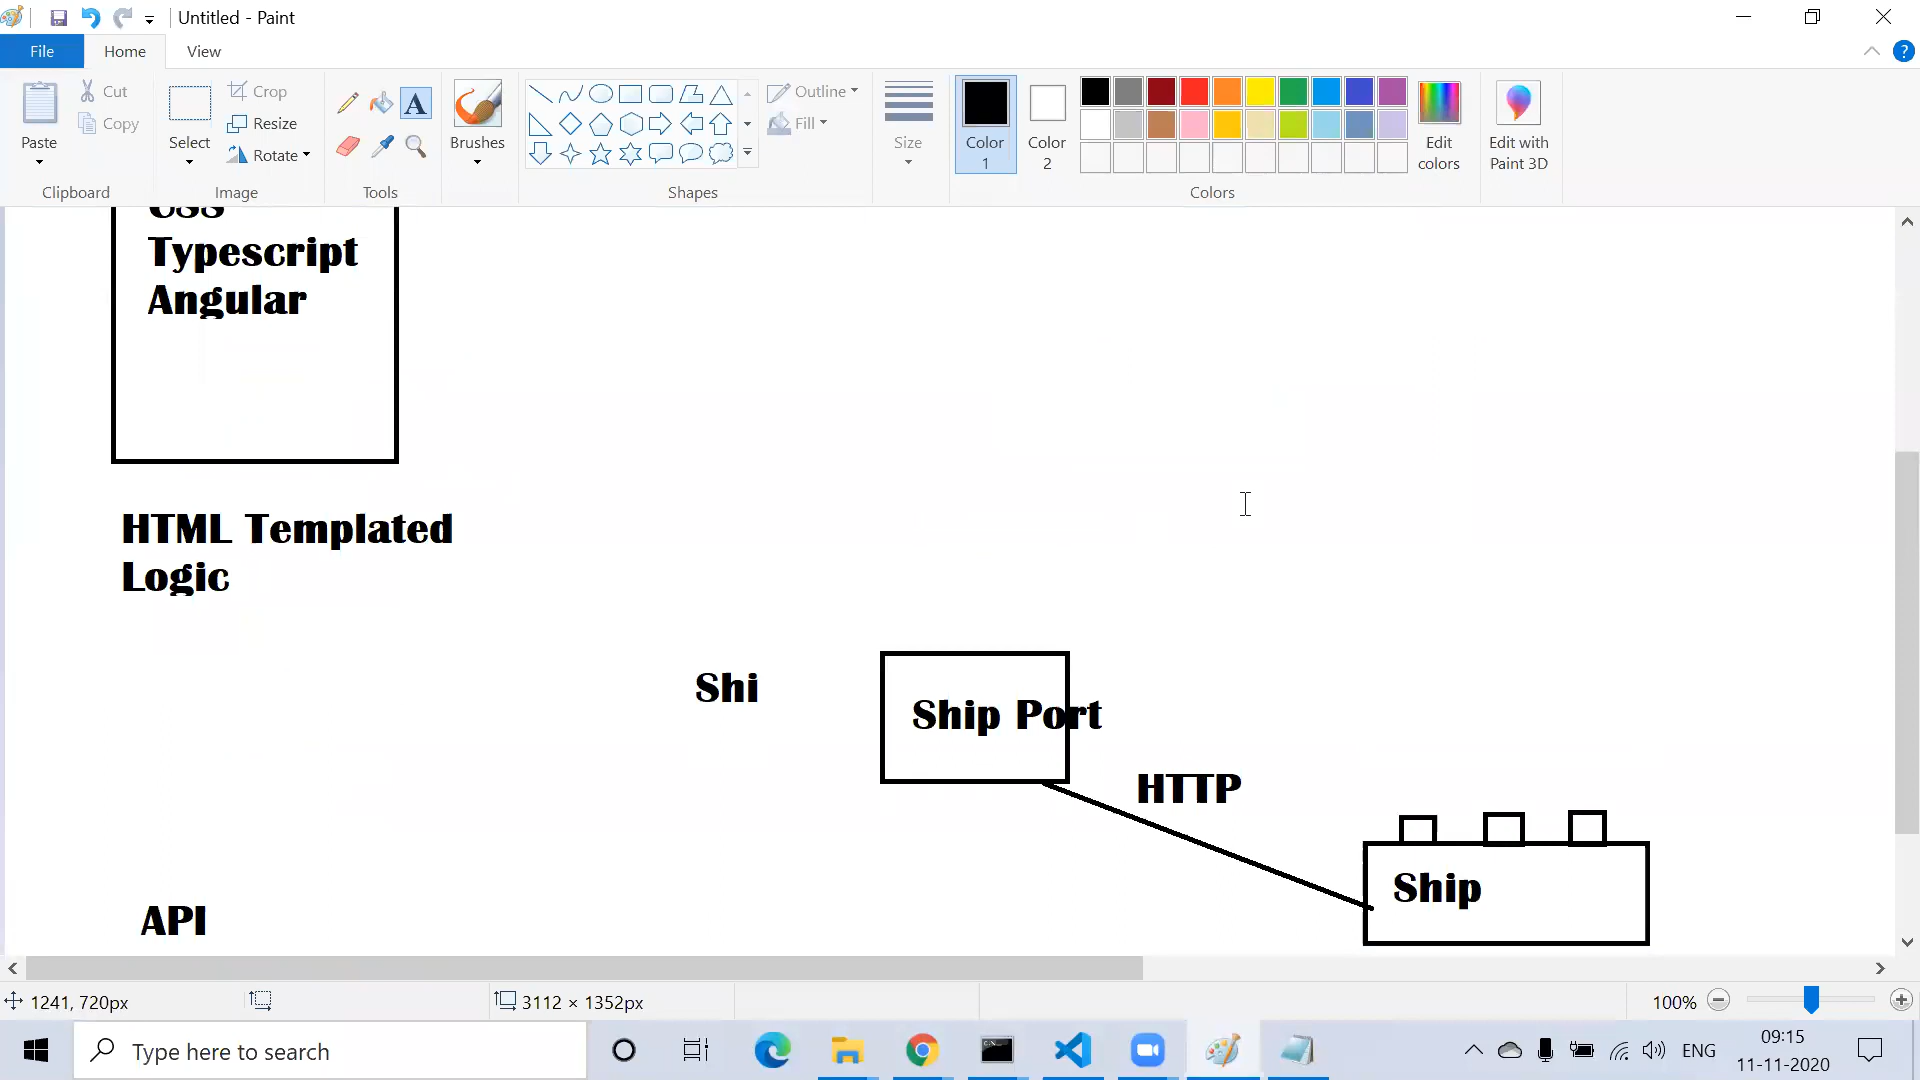 Untitled - Paint
File
Home
View
Paste
Cut
Copy
Clipboard
Select
Crop
Resize
Rotate
Image
A
Tools
Brushes
Shapes
Outline
Fill
Size
Color
1
Color
2
Colors
Edit
colors
Edit with
Paint 3D
CSS
Typescript
Angular
HTML Templated
Logic
Shi
Ship Port
HTTP
Ship
API
1241, 720px
3112 × 1352px
100%
Type here to search
ENG
09:15
11-11-2020